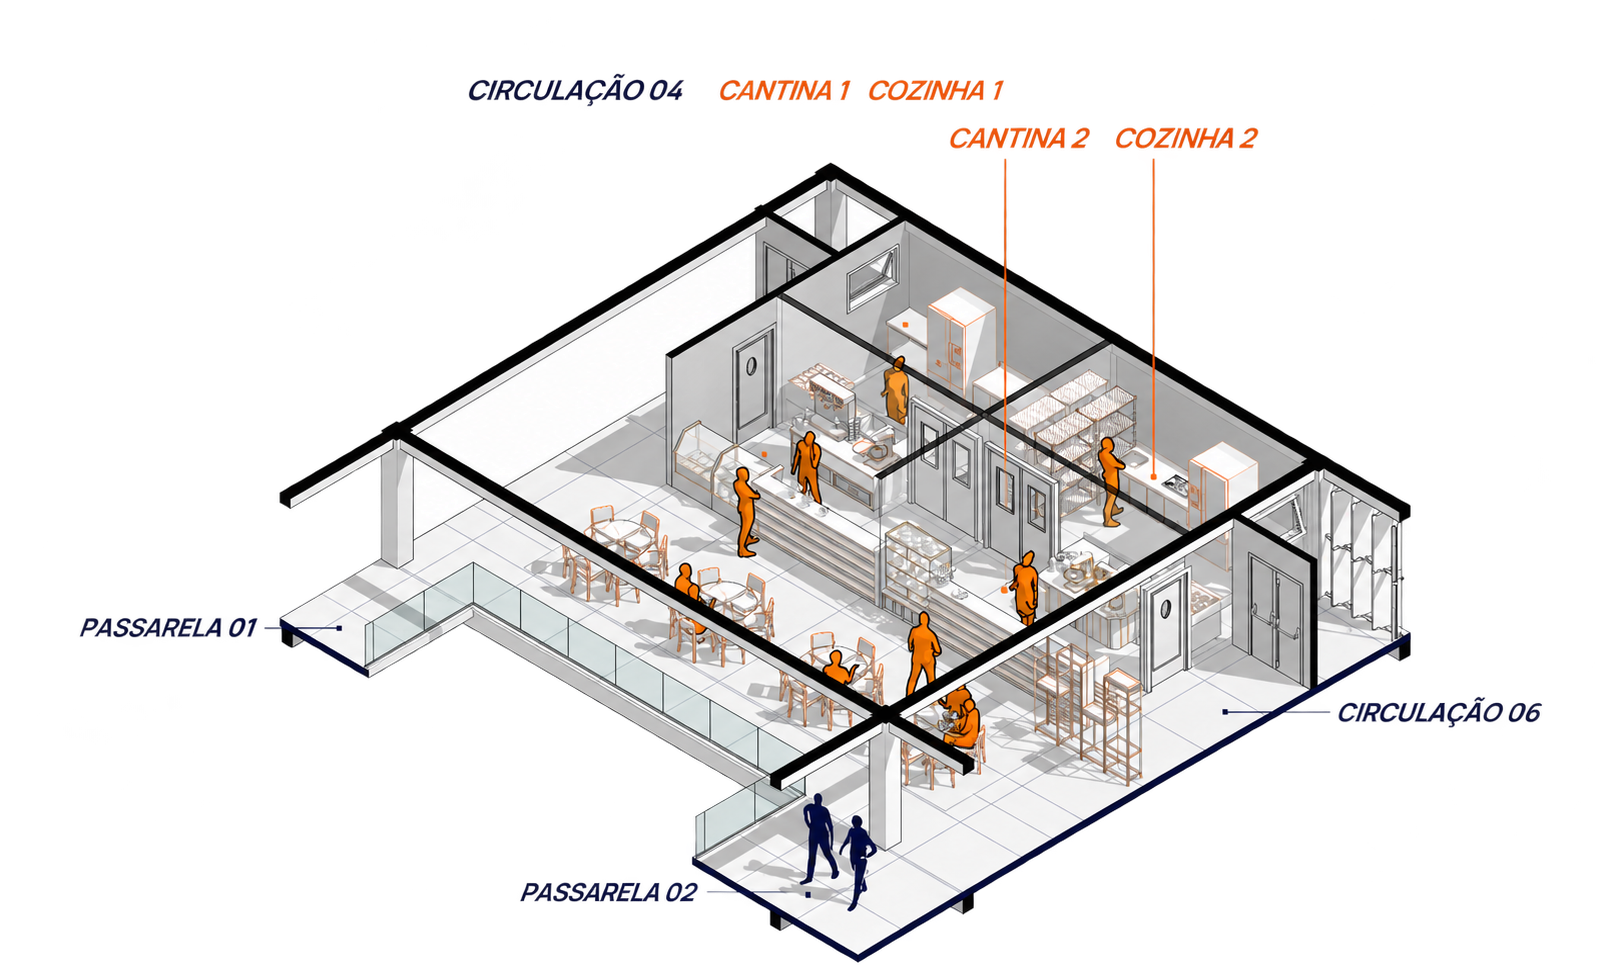 CIRCULAÇÃO 04 CANTINA 1 COZINHA 1
CANTINA 2 COZINHA 2
PASSARELA 01
CIRCULAÇÃO 06
PASSARELA 02